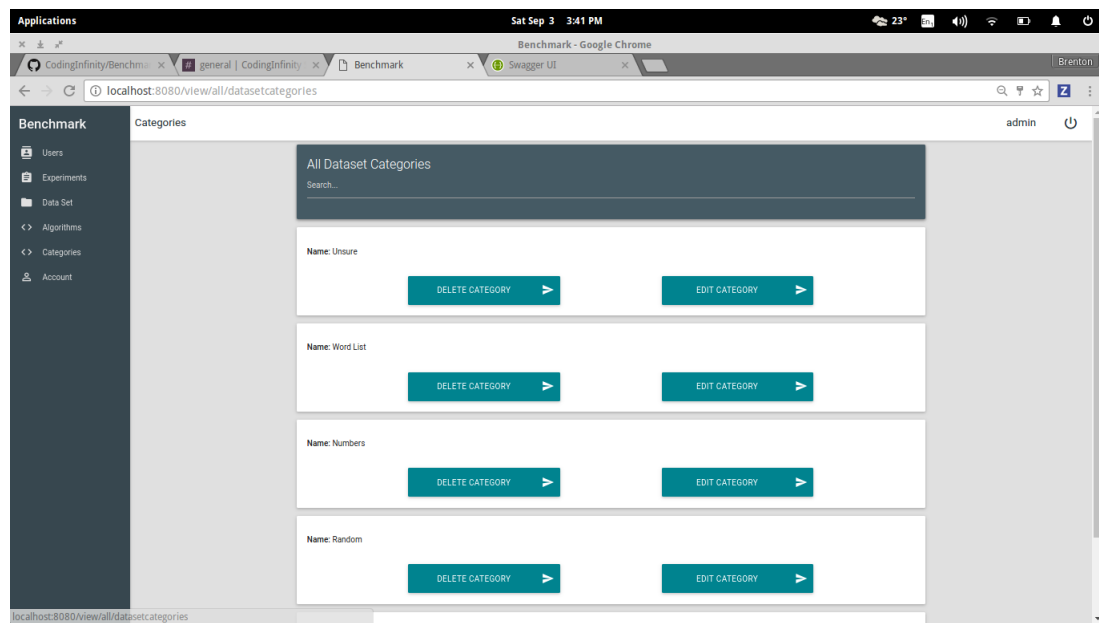 Applications
Sat Sep 3 3:41 PM
23°
En₁
Benchmark - Google Chrome
CodingInfinity/Benchma
# general | CodingInfinity
Benchmark
Swagger UI
Brenton
localhost:8080/view/all/datasetcategories
Z
Benchmark
Categories
admin
Users
Experiments
Data Set
Algorithms
Categories
Account
All Dataset Categories
Search...
Name: Unsure
DELETE CATEGORY
EDIT CATEGORY
Name: Word List
DELETE CATEGORY
EDIT CATEGORY
Name: Numbers
DELETE CATEGORY
EDIT CATEGORY
Name: Random
DELETE CATEGORY
EDIT CATEGORY
localhost:8080/view/all/datasetcategories